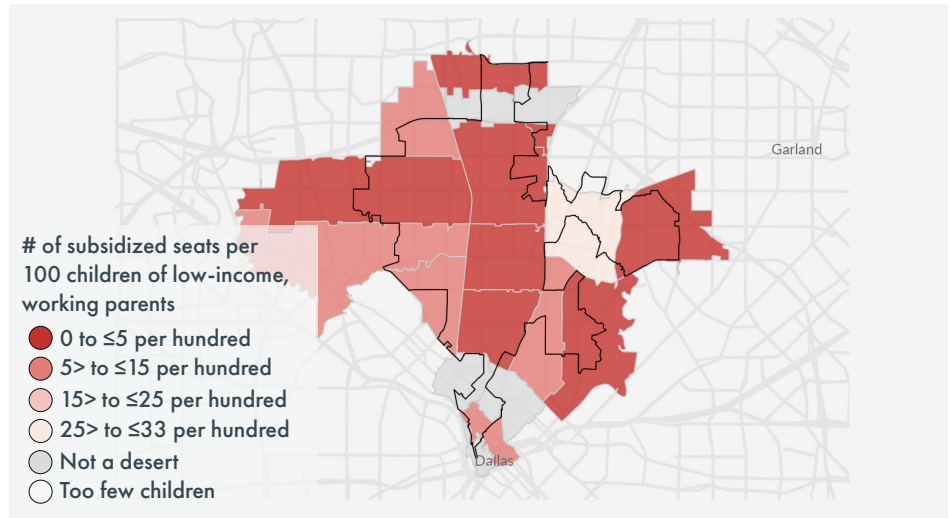 Garland
# of subsidized seats per
100 children of low-income,
working parents
0 to ≤5 per hundred
5> to ≤15 per hundred
15> to ≤25 per hundred
25> to ≤33 per hundred
Not a desert
Too few children
Dallas